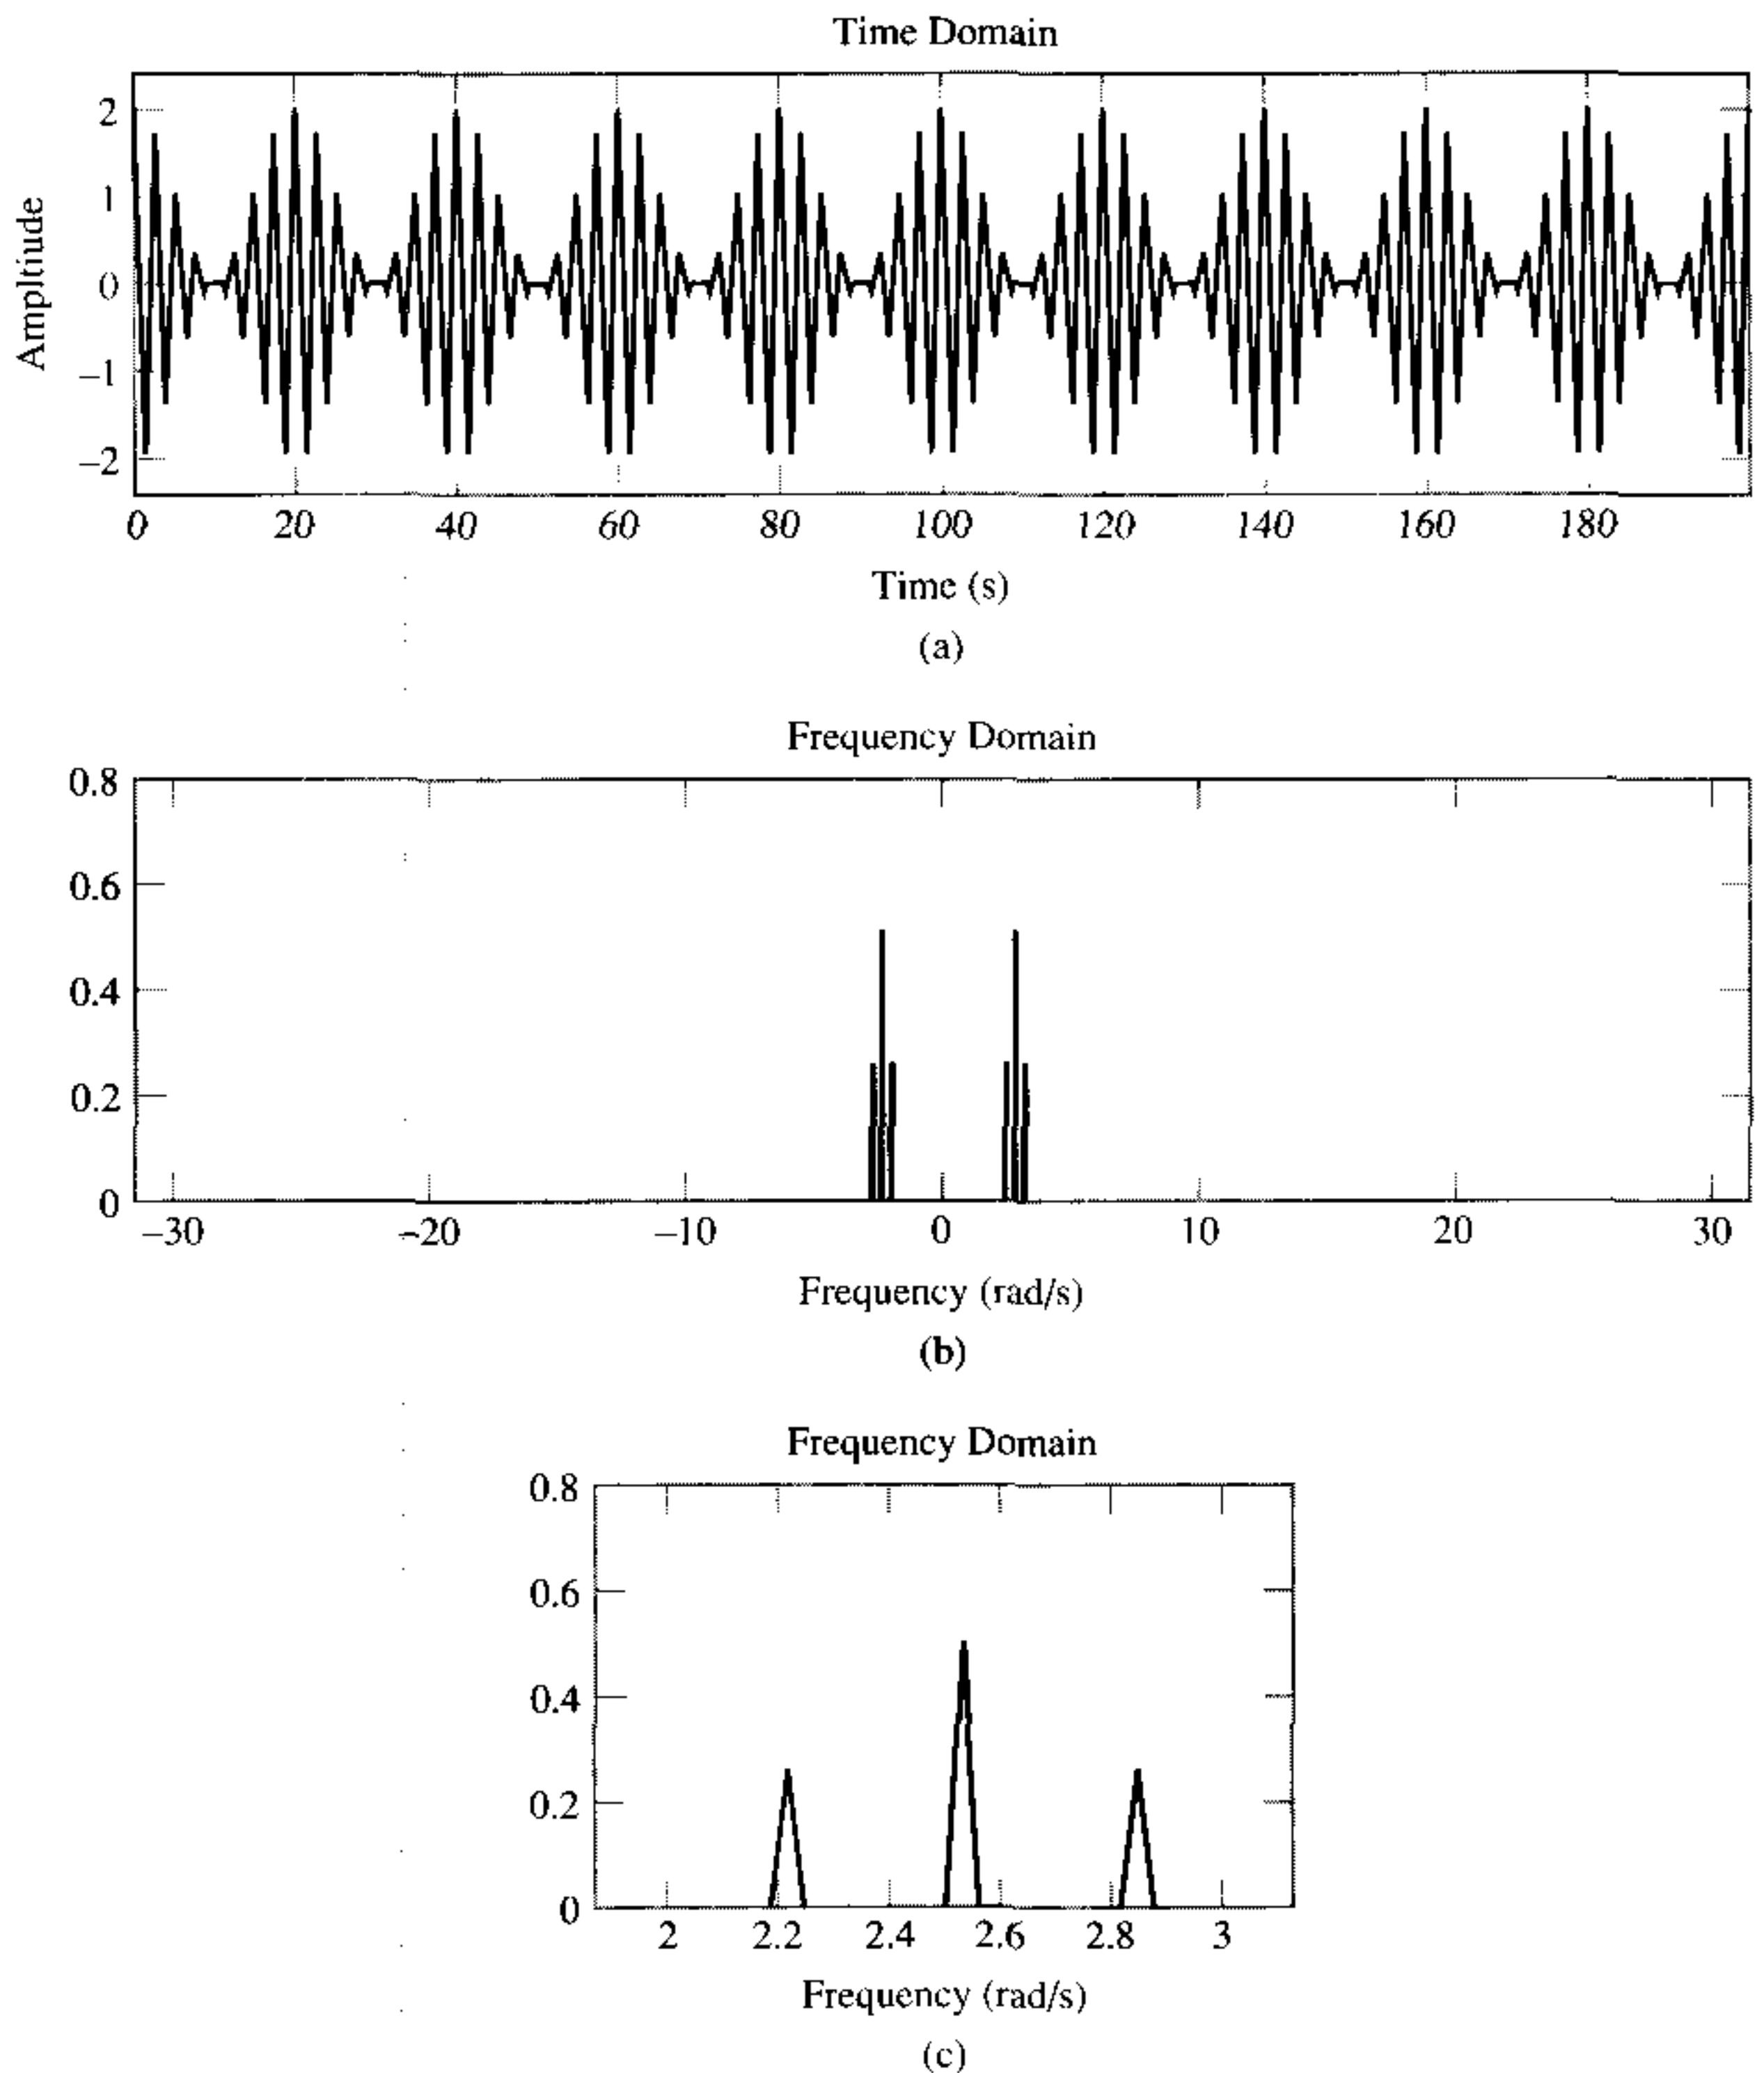 Time Domain
2
1
0
−1
−2
Amplitude
0 20 40 60 80 100 120 140 160 180
Time (s)
(a)
Frequency Domain
0.8
0.6
0.4
0.2
0
−30 −20 −10 0 10 20 30
Frequency (rad/s)
(b)
Frequency Domain
0.8
0.6
0.4
0.2
0
2 2.2 2.4 2.6 2.8 3
Frequency (rad/s)
(c)